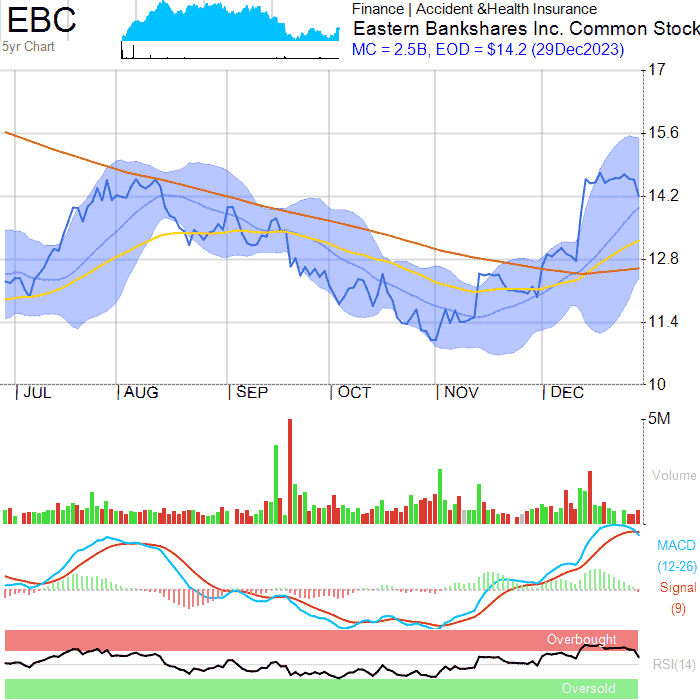 EBC
5yr Chart
Finance | Accident &Health Insurance
Eastern Bankshares Inc. Common Stock
MC = 2.5B, EOD = $14.2 (29Dec2023)
17
15.6
14.2
12.8
11.4
10
JUL AUG SEP OCT NOV DEC
5M
Volume
MACD
(12-26)
Signal
(9)
Overbought
RSI(14)
Oversold